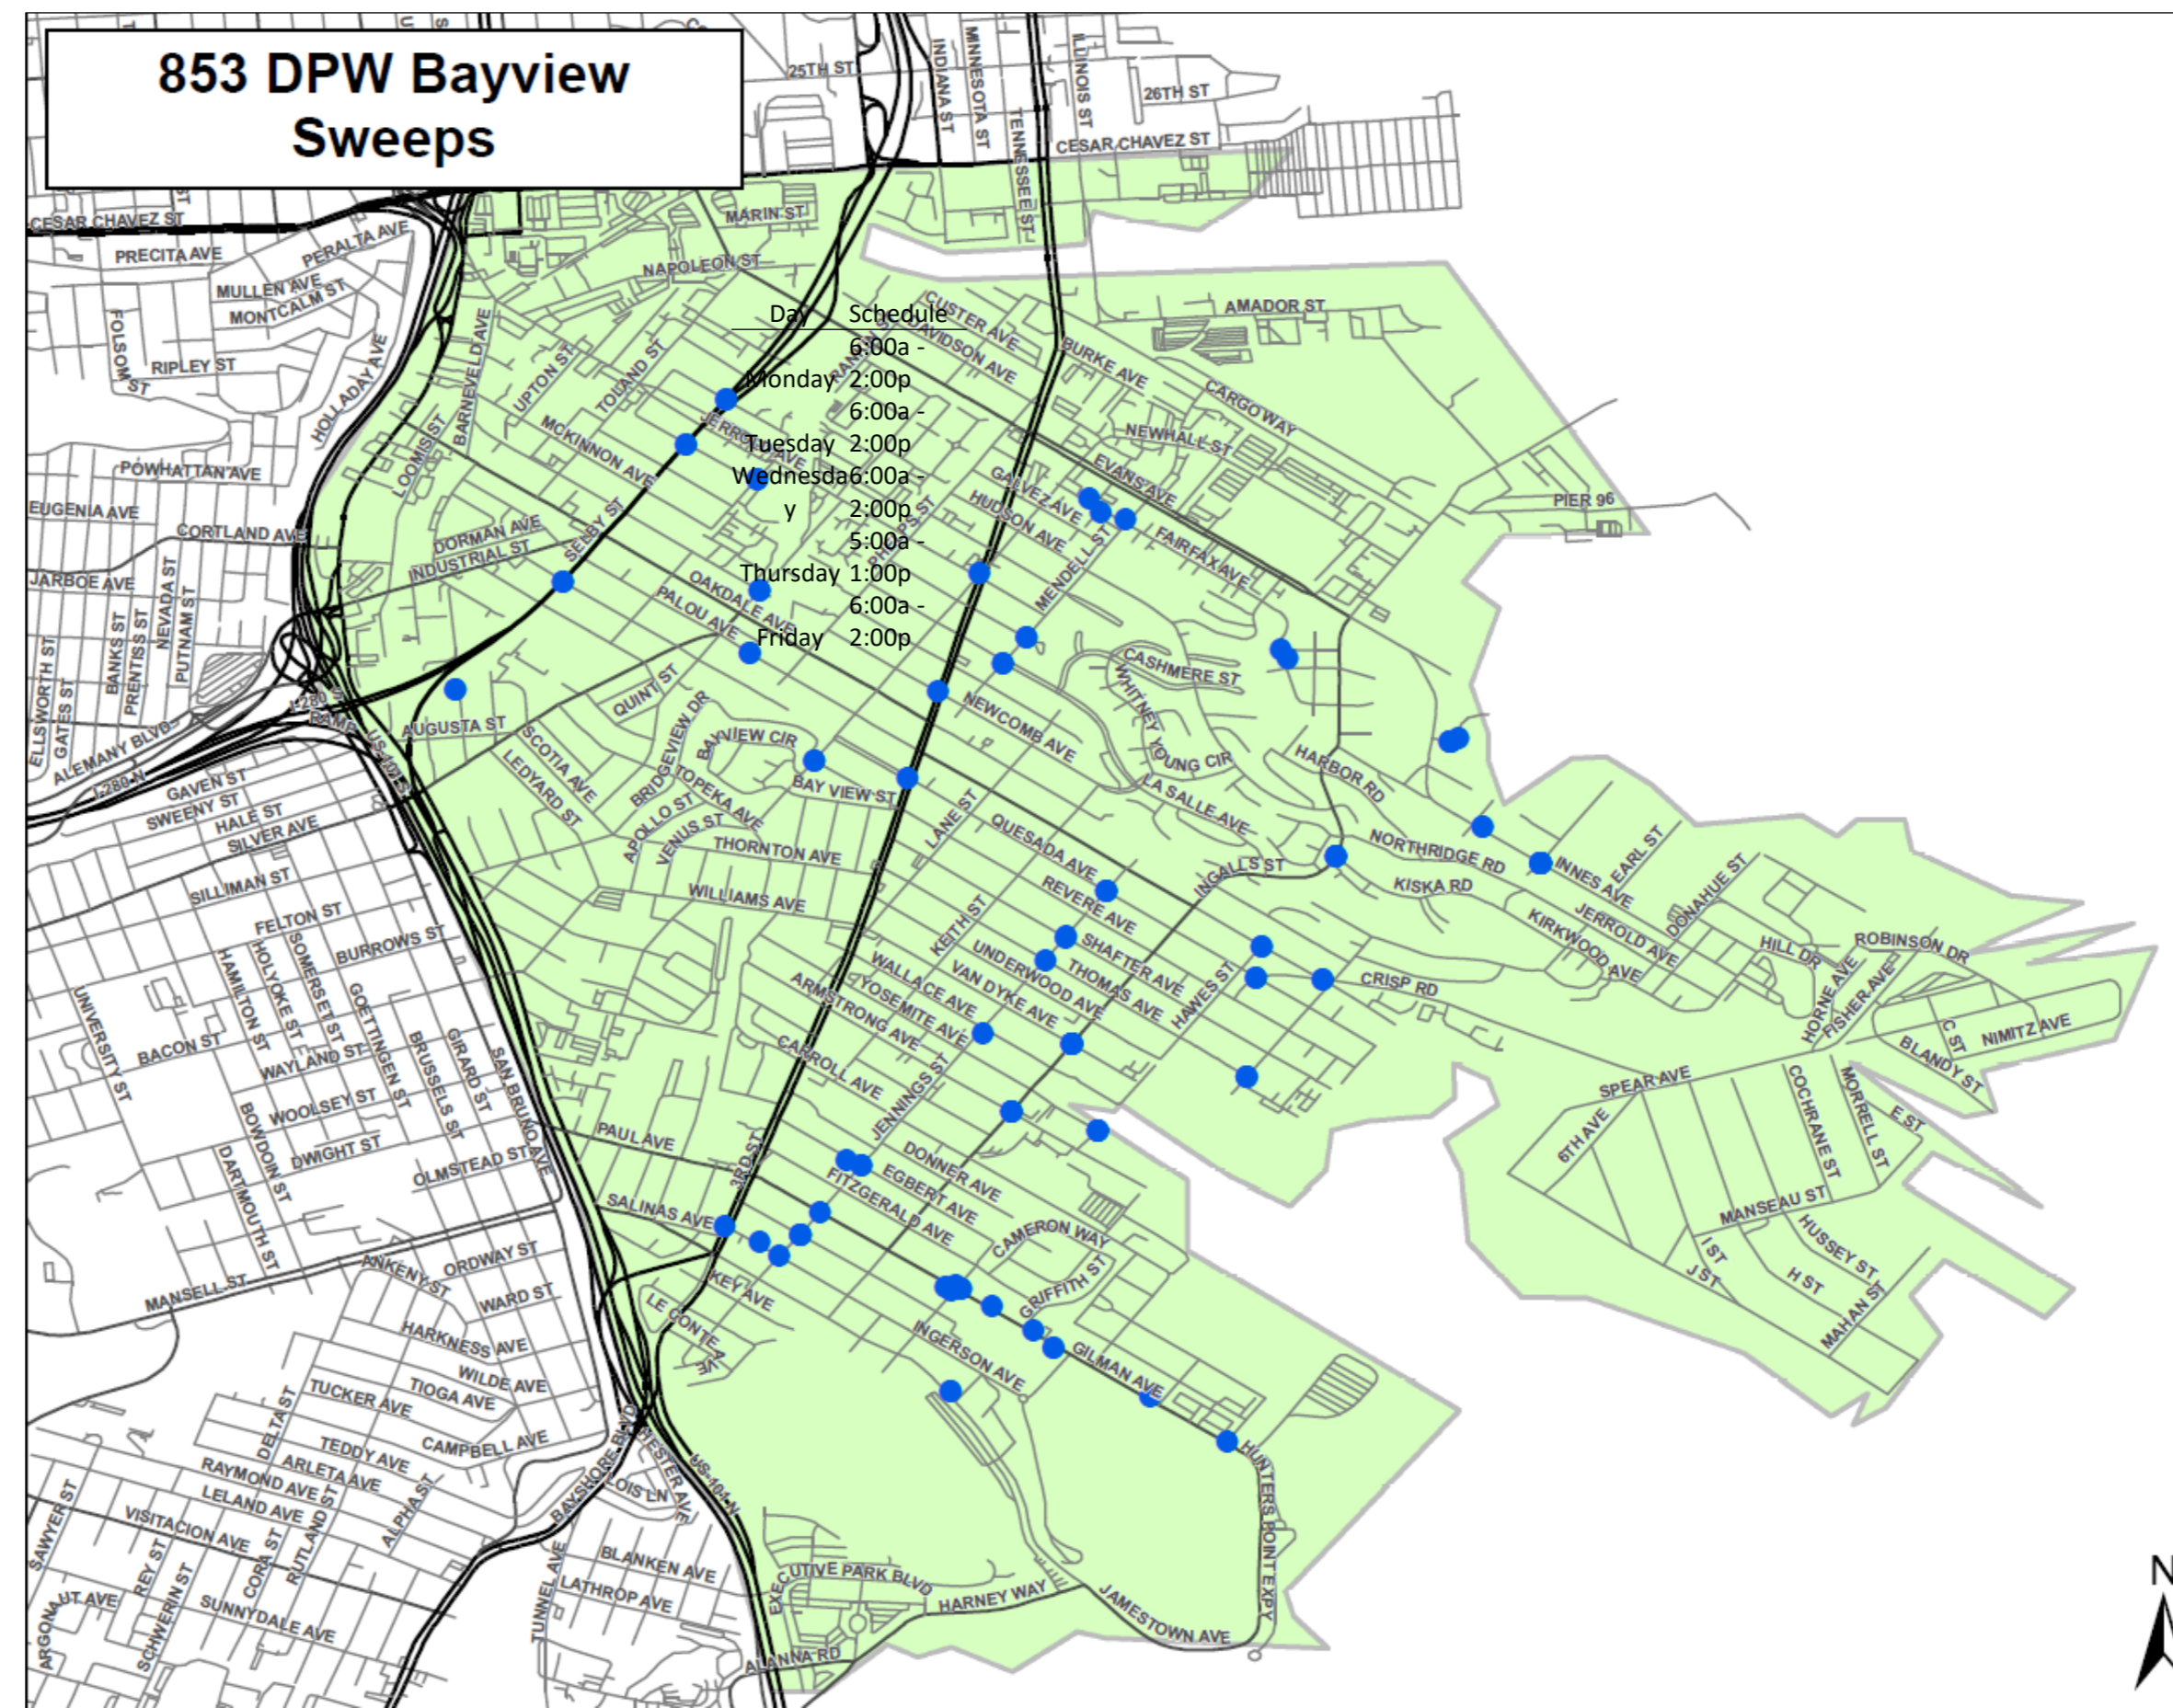 853 DPW Bayview
Sweeps
25TH ST
INDIANA ST
MINNESOTA ST
TENNESSEE ST
ILLINOIS ST
26TH ST
CESAR CHAVEZ ST
CESAR CHAVEZ ST
PRECITA AVE
PERALTA AVE
MULLEN AVE
MONTCALM ST
FOLSOM ST
RIPLEY ST
HOLLADAY AVE
MARIN ST
NAPOLEON ST
BARNEVELD AVE
UPTON ST
TOLAND ST
LOOMIS ST
MCKINNON AVE
CUSTER AVE
DAVIDSON AVE
BURKE AVE
CARGO WAY
AMADOR ST
NEWHALL ST
EVANS AVE
PIER 96
Day Schedule
6:00a -
Monday 2:00p
6:00a -
Tuesday 2:00p
Wednesda 6:00a -
y 2:00p
5:00a -
Thursday 1:00p
6:00a -
Friday 2:00p
POWHATTAN AVE
EUGENIA AVE
CORTLAND AVE
JARBOE AVE
NEVADA ST
PUTNAM ST
PRENTISS ST
BANKS ST
ELLSWORTH ST
GATES ST
ALEMANY BLVD
I-280
RAMP
US-101 S
I-280 N
DORMAN AVE
INDUSTRIAL ST
SELBY ST
GALVEZ AVE
HUDSON AVE
MENDELL ST
FAIRFAX AVE
OAKDALE AVE
PALOU AVE
QUINT ST
AUGUSTA ST
SCOTIA AVE
LEDYARD ST
BRIDGEVIEW DR
BAYVIEW CIR
TOPEKA AVE
APOLLO ST
VENUS ST
BAY VIEW ST
THORNTON AVE
WILLIAMS AVE
NEWCOMB AVE
CASHMERE ST
WHITNEY YOUNG CIR
LA SALLE AVE
HARBOR RD
NORTHRIDGE RD
KISKA RD
INGALLS ST
LANE ST
QUESADA AVE
REVERE AVE
KEITH ST
SHAFTER AVE
UNDERWOOD AVE
THOMAS AVE
VAN DYKE AVE
WALLACE AVE
YOSEMITE AVE
ARMSTRONG AVE
CARROLL AVE
HAWES ST
CRISP RD
INNES AVE
EARL ST
DONAHUE ST
JERROLD AVE
KIRKWOOD AVE
HILL DR
ROBINSON DR
HORNE AVE
FISHER AVE
C ST
NIMITZ AVE
BLANDY ST
SPEAR AVE
COCHRANE ST
MORRELL ST
E ST
6TH AVE
MANSEAU ST
HUSSEY ST
I ST
J ST
H ST
MAHAN ST
GAVEN ST
SWEENY ST
HALE ST
SILVER AVE
SILLIMAN ST
FELTON ST
BURROWS ST
HAMILTON ST
HOLYOKE ST
SOMERSET ST
GOETTINGEN ST
BRUSSELS ST
GIRARD ST
SAN BRUNO AVE
UNIVERSITY ST
BACON ST
WAYLAND ST
WOOLSEY ST
BOWDOIN ST
DWIGHT ST
DARTMOUTH ST
OLMSTEAD ST
MANSELL ST
ANKENY ST
ORDWAY ST
WARD ST
HARKNESS AVE
WILDE AVE
TIOGA AVE
TUCKER AVE
DELTA ST
CAMPBELL AVE
TEDDY AVE
ARLETA AVE
RAYMOND AVE
LELAND AVE
VISITACION AVE
SAWYER ST
REY ST
CORA ST
RUTLAND ST
ALPHA ST
SCHWERIN ST
SUNNYDALE AVE
BAYSHORE BLVD
LOIS LN
US-101 N
BLANKEN AVE
LATHROP AVE
TUNNEL AVE
PAUL AVE
3RD ST
SALINAS AVE
KEY AVE
LE CONTE AVE
JENNINGS ST
DONNER AVE
EGBERT AVE
FITZGERALD AVE
CAMERON WAY
GRIFFITH ST
INGERSON AVE
GILMAN AVE
HUNTERS POINT EXPY
EXECUTIVE PARK BLVD
HARNEY WAY
JAMESTOWN AVE
ALANNA RD
N